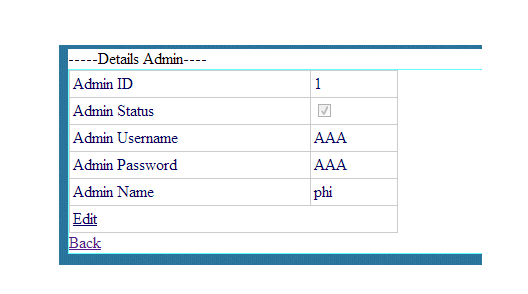 -----Details Admin----
Admin ID 1
Admin Status
Admin Username AAA
Admin Password AAA
Admin Name phi
Edit
Back